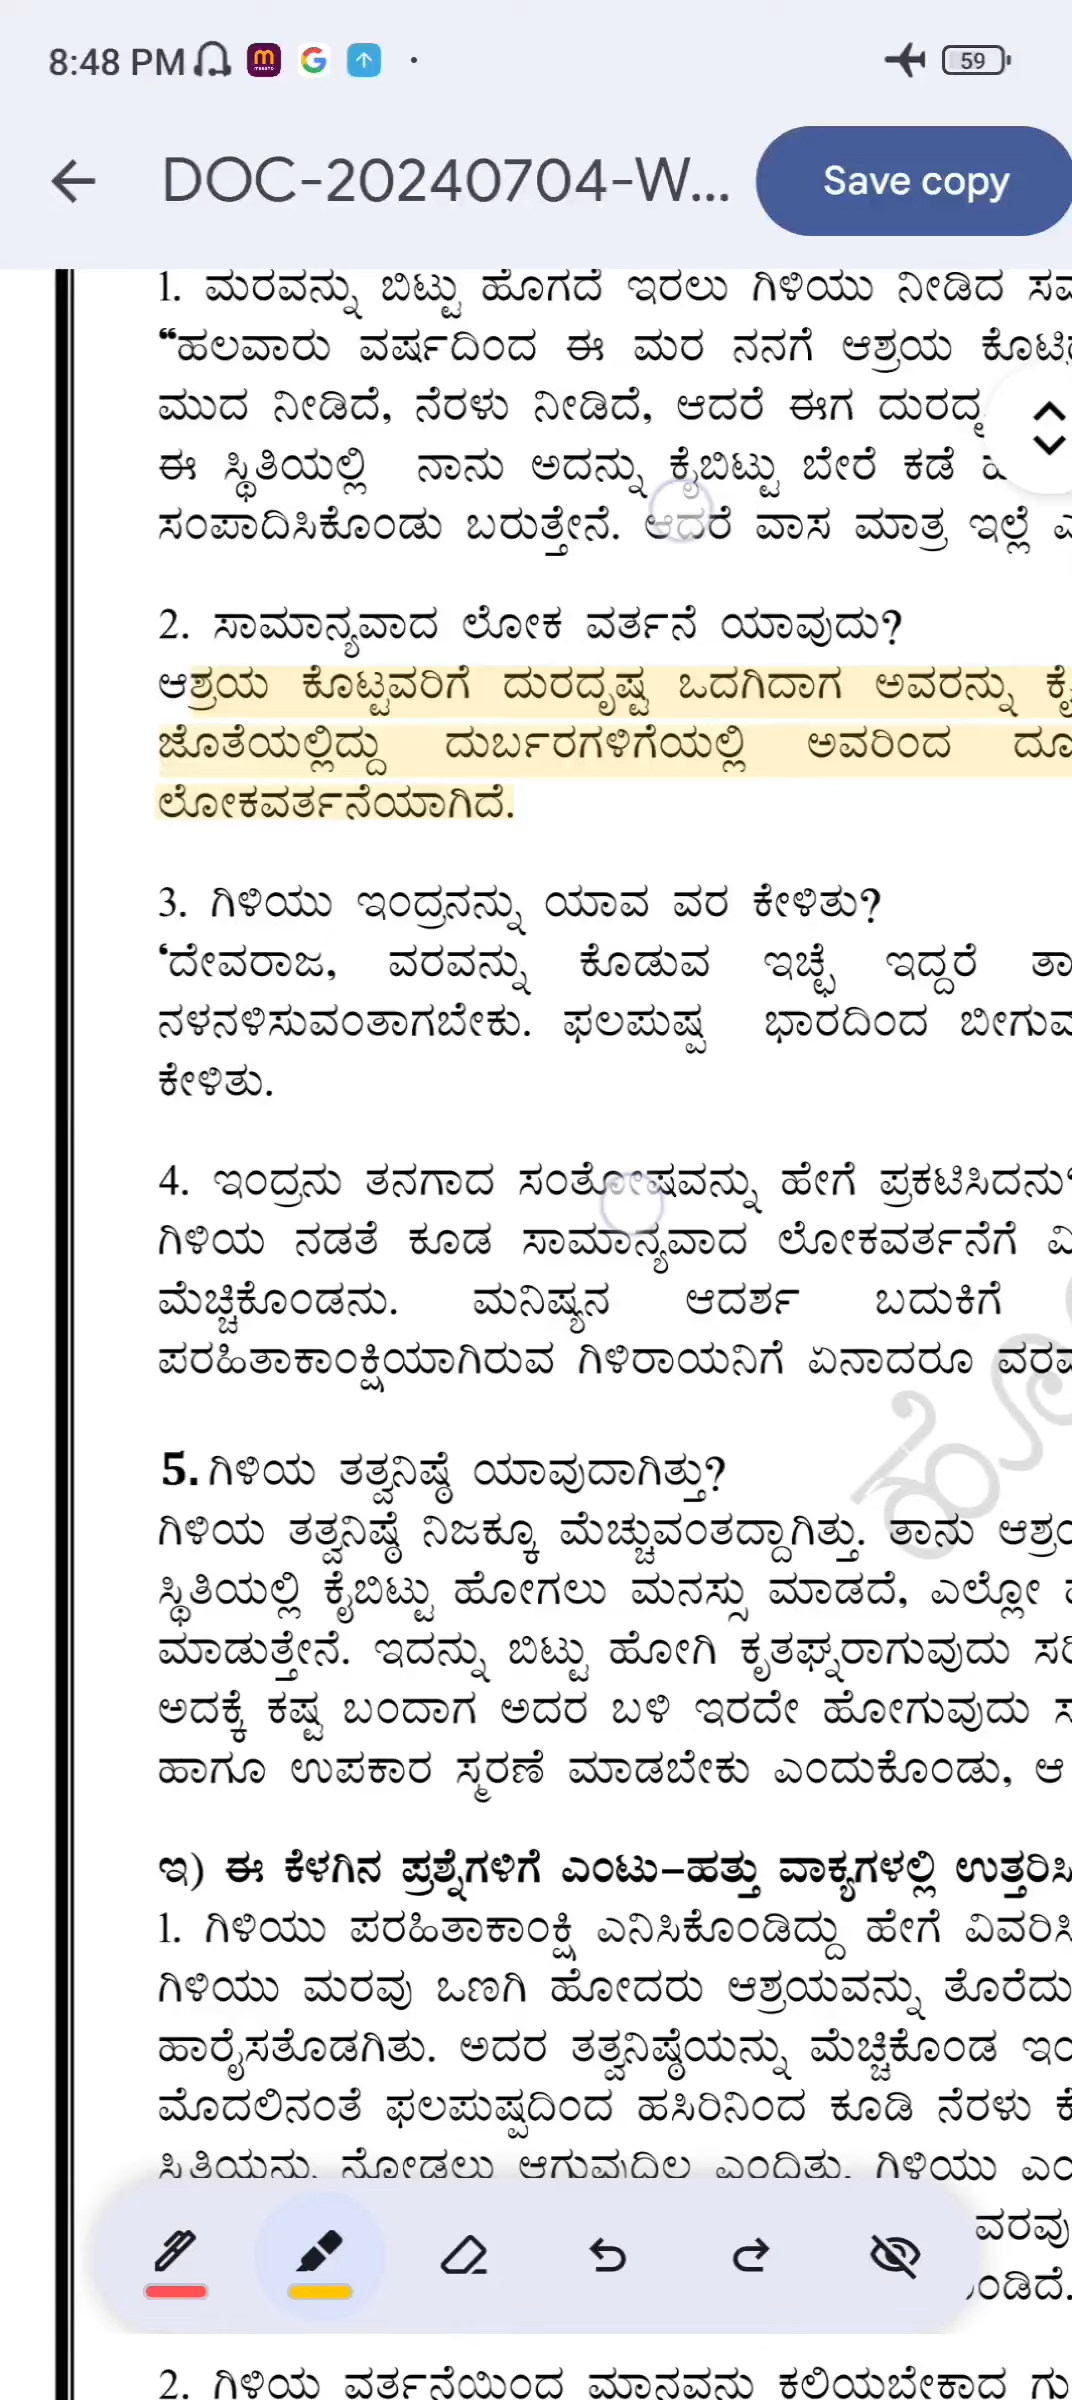 8:48 PM 59
DOC-20240704-W... Save copy
1. ಮರವನ್ನು ಬಿಟ್ಟು ಹೋಗದೆ ಇರಲು ಗಿಳಿಯು ನೀಡಿದ
“ಹಲವಾರು ವರ್ಷದಿಂದ ಈ ಮರ ನನಗೆ ಆಶ್ರಯ
ಮುದ ನೀಡಿದೆ, ನೆರಳು ನೀಡಿದೆ, ಆದರೆ ಈಗ
ಈ ಸ್ಥಿತಿಯಲ್ಲಿ ನಾನು ಅದನ್ನು ಕೈಬಿಟ್ಟು ಬೇರೆ ಕಡೆ
ಸಂಪಾದಿಸಿಕೊಂಡು ಬರುತ್ತೇನೆ. ಆದರೆ ವಾಸ ಮಾತ್ರ ಇಲ್ಲೆ
2. ಸಾಮಾನ್ಯವಾದ ಲೋಕ ವರ್ತನೆ ಯಾವುದು?
ಆಶ್ರಯ ಕೊಟ್ಟವರಿಗೆ ದುರದೃಷ್ಟ ಒದಗಿದಾಗ ಅವರನ್ನು
ಜೊತೆಯಲ್ಲಿದ್ದು ದುರ್ಬರಗಳಿಗೆಯಲ್ಲಿ ಅವರಿಂದ
ಲೋಕವರ್ತನೆಯಾಗಿದೆ.
3. ಗಿಳಿಯು ಇಂದ್ರನನ್ನು ಯಾವ ವರ ಕೇಳಿತು?
‘ದೇವರಾಜ, ವರವನ್ನು ಕೊಡುವ ಇಚ್ಛೆ ಇದ್ದರೆ
ನಳನಳಿಸುವಂತಾಗಬೇಕು. ಫಲಪುಷ್ಪ ಭಾರದಿಂದ
ಕೇಳಿತು.
4. ಇಂದ್ರನು ತನಗಾದ ಸಂತೋಷವನ್ನು ಹೇಗೆ ಪ್ರಕಟಿಸಿದನು
ಗಿಳಿಯ ನಡತೆ ಕೂಡ ಸಾಮಾನ್ಯವಾದ ಲೋಕವರ್ತನೆಗೆ
ಮೆಚ್ಚಿಕೊಂಡನು. ಮನಿಷ್ಯನ ಆದರ್ಶ ಬದುಕಿಗೆ
ಪರಹಿತಾಕಾಂಕ್ಷಿಯಾಗಿರುವ ಗಿಳಿರಾಯನಿಗೆ ಏನಾದರೂ
5. ಗಿಳಿಯ ತತ್ವನಿಷ್ಠೆ ಯಾವುದಾಗಿತ್ತು?
ಗಿಳಿಯ ತತ್ವನಿಷ್ಠೆ ನಿಜಕ್ಕೂ ಮೆಚ್ಚುವಂತದ್ದಾಗಿತ್ತು. ತಾನು
ಸ್ಥಿತಿಯಲ್ಲಿ ಕೈಬಿಟ್ಟು ಹೋಗಲು ಮನಸ್ಸು ಮಾಡದೆ, ಎಲ್ಲೋ
ಮಾಡುತ್ತೇನೆ. ಇದನ್ನು ಬಿಟ್ಟು ಹೋಗಿ ಕೃತಘ್ನರಾಗುವುದು
ಅದಕ್ಕೆ ಕಷ್ಟ ಬಂದಾಗ ಅದರ ಬಳಿ ಇರದೇ ಹೋಗುವುದು
ಹಾಗೂ ಉಪಕಾರ ಸ್ಮರಣೆ ಮಾಡಬೇಕು ಎಂದುಕೊಂಡು, ಆ
ಇ) ಈ ಕೆಳಗಿನ ಪ್ರಶ್ನೆಗಳಿಗೆ ಎಂಟು–ಹತ್ತು ವಾಕ್ಯಗಳಲ್ಲಿ ಉತ್ತರಿಸಿ
1. ಗಿಳಿಯು ಪರಹಿತಾಕಾಂಕ್ಷಿ ಎನಿಸಿಕೊಂಡಿದ್ದು ಹೇಗೆ
ಗಿಳಿಯು ಮರವು ಒಣಗಿ ಹೋದರು ಆಶ್ರಯವನ್ನು ತೊರೆದು
ಹಾರೈಸತೊಡಗಿತು. ಅದರ ತತ್ವನಿಷ್ಠೆಯನ್ನು ಮೆಚ್ಚಿಕೊಂಡ
ಮೊದಲಿನಂತೆ ಫಲಪುಷ್ಪದಿಂದ ಹಸಿರಿನಿಂದ ಕೂಡಿ ನೆರಳು
ಸ್ಥಿತಿಯನ್ನು ನೋಡಲು ಆಗುವುದಿಲ್ಲ ಎಂದಿತು. ಗಿಳಿಯು
ವರವು
2. ಗಿಳಿಯ ವರ್ತನೆಯಿಂದ ಮಾನವನು ಕಲಿಯಬೇಕಾದ